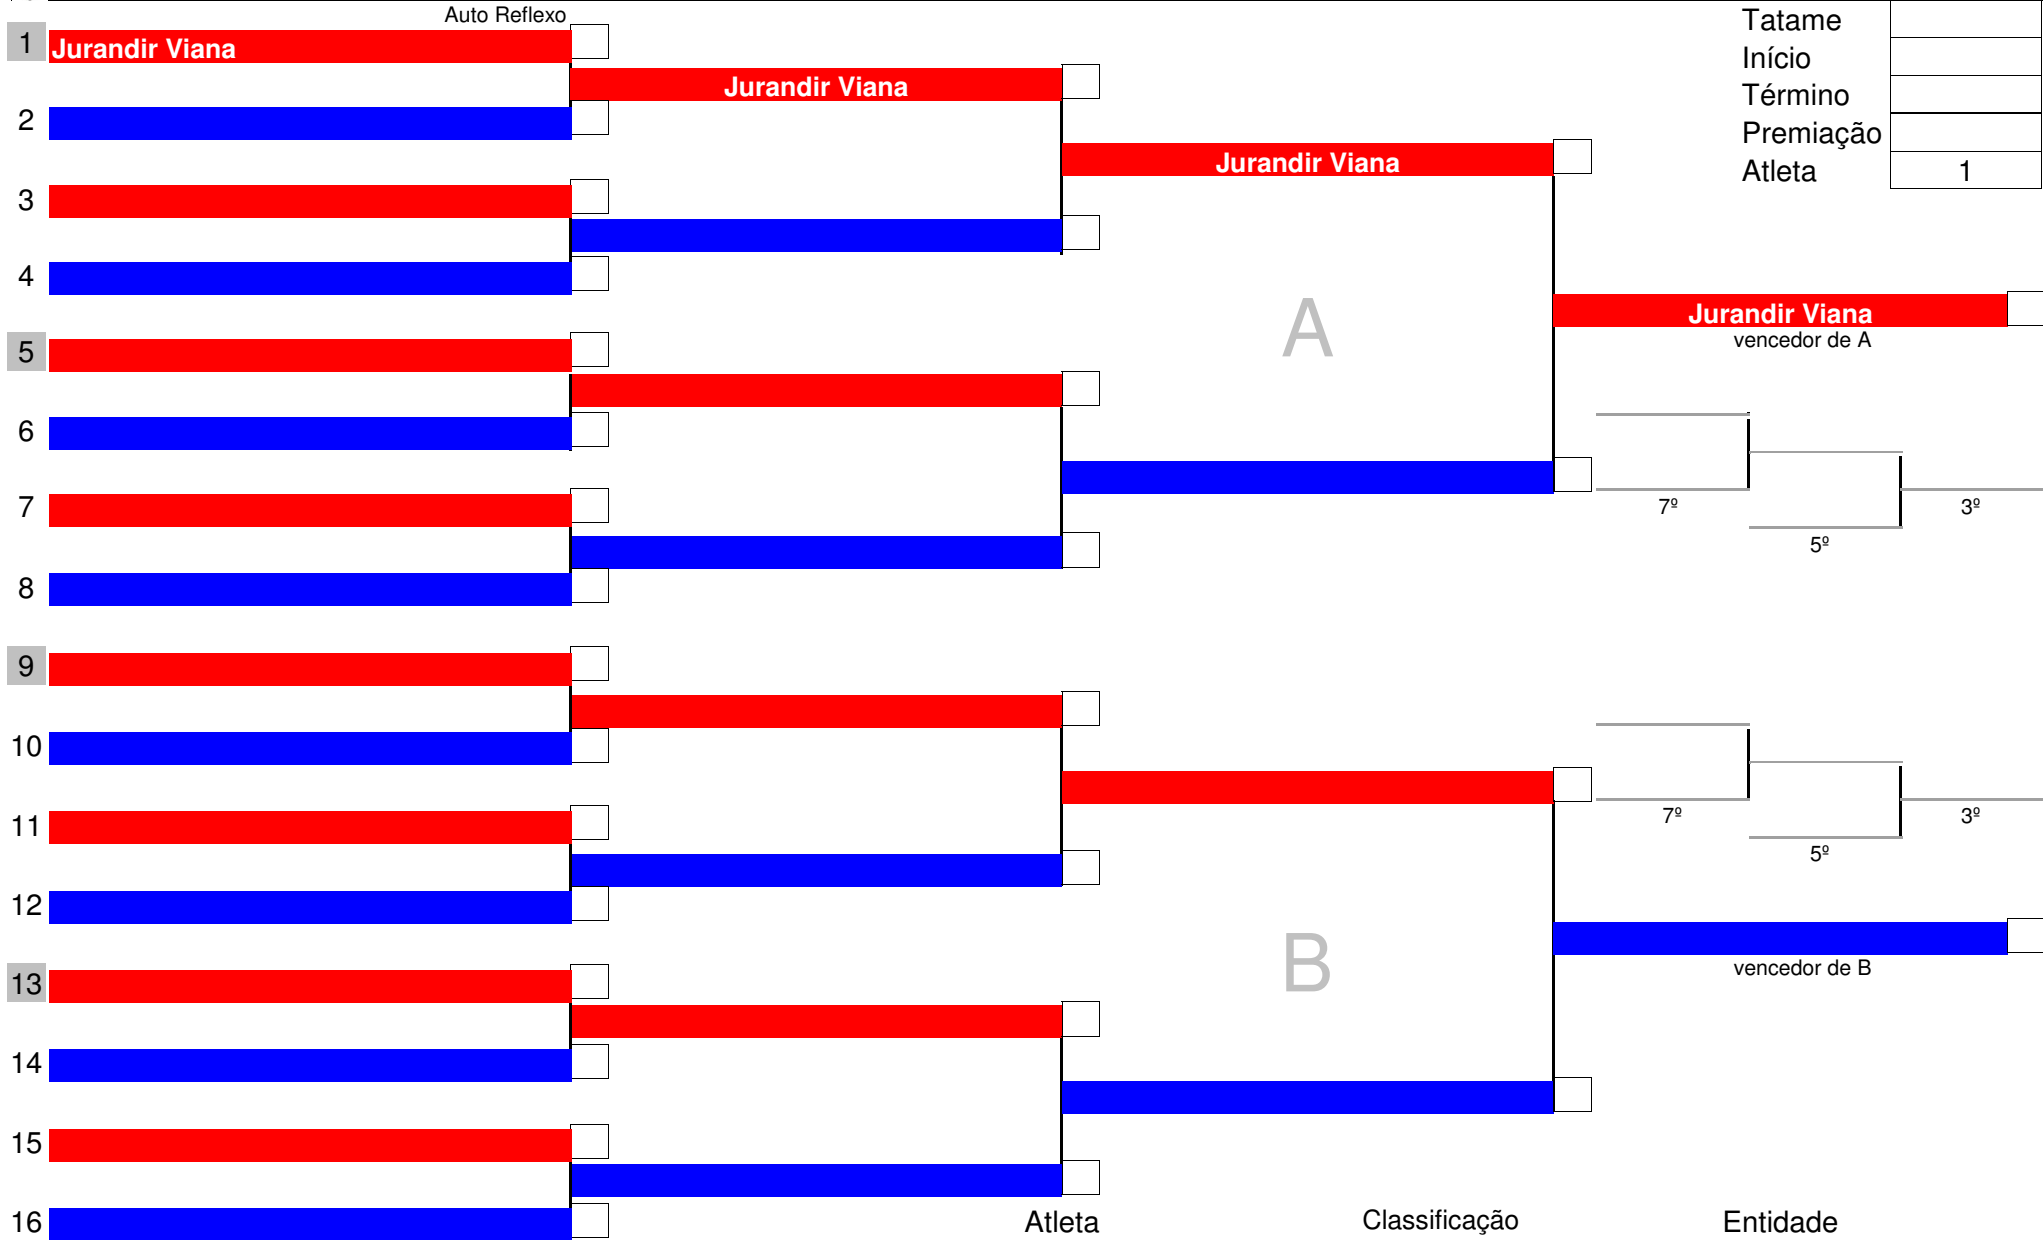 Auto Reflexo
Tatame
1
Jurandir Viana
Início
Jurandir Viana
Término
2
Premiação
Jurandir Viana
Atleta 1
3
4
A
Jurandir Viana
vencedor de A
5
6
7
7º 3º
5º
8
9
10
11
7º 3º
5º
12
B
vencedor de B
13
14
15
16
Atleta Classificação Entidade